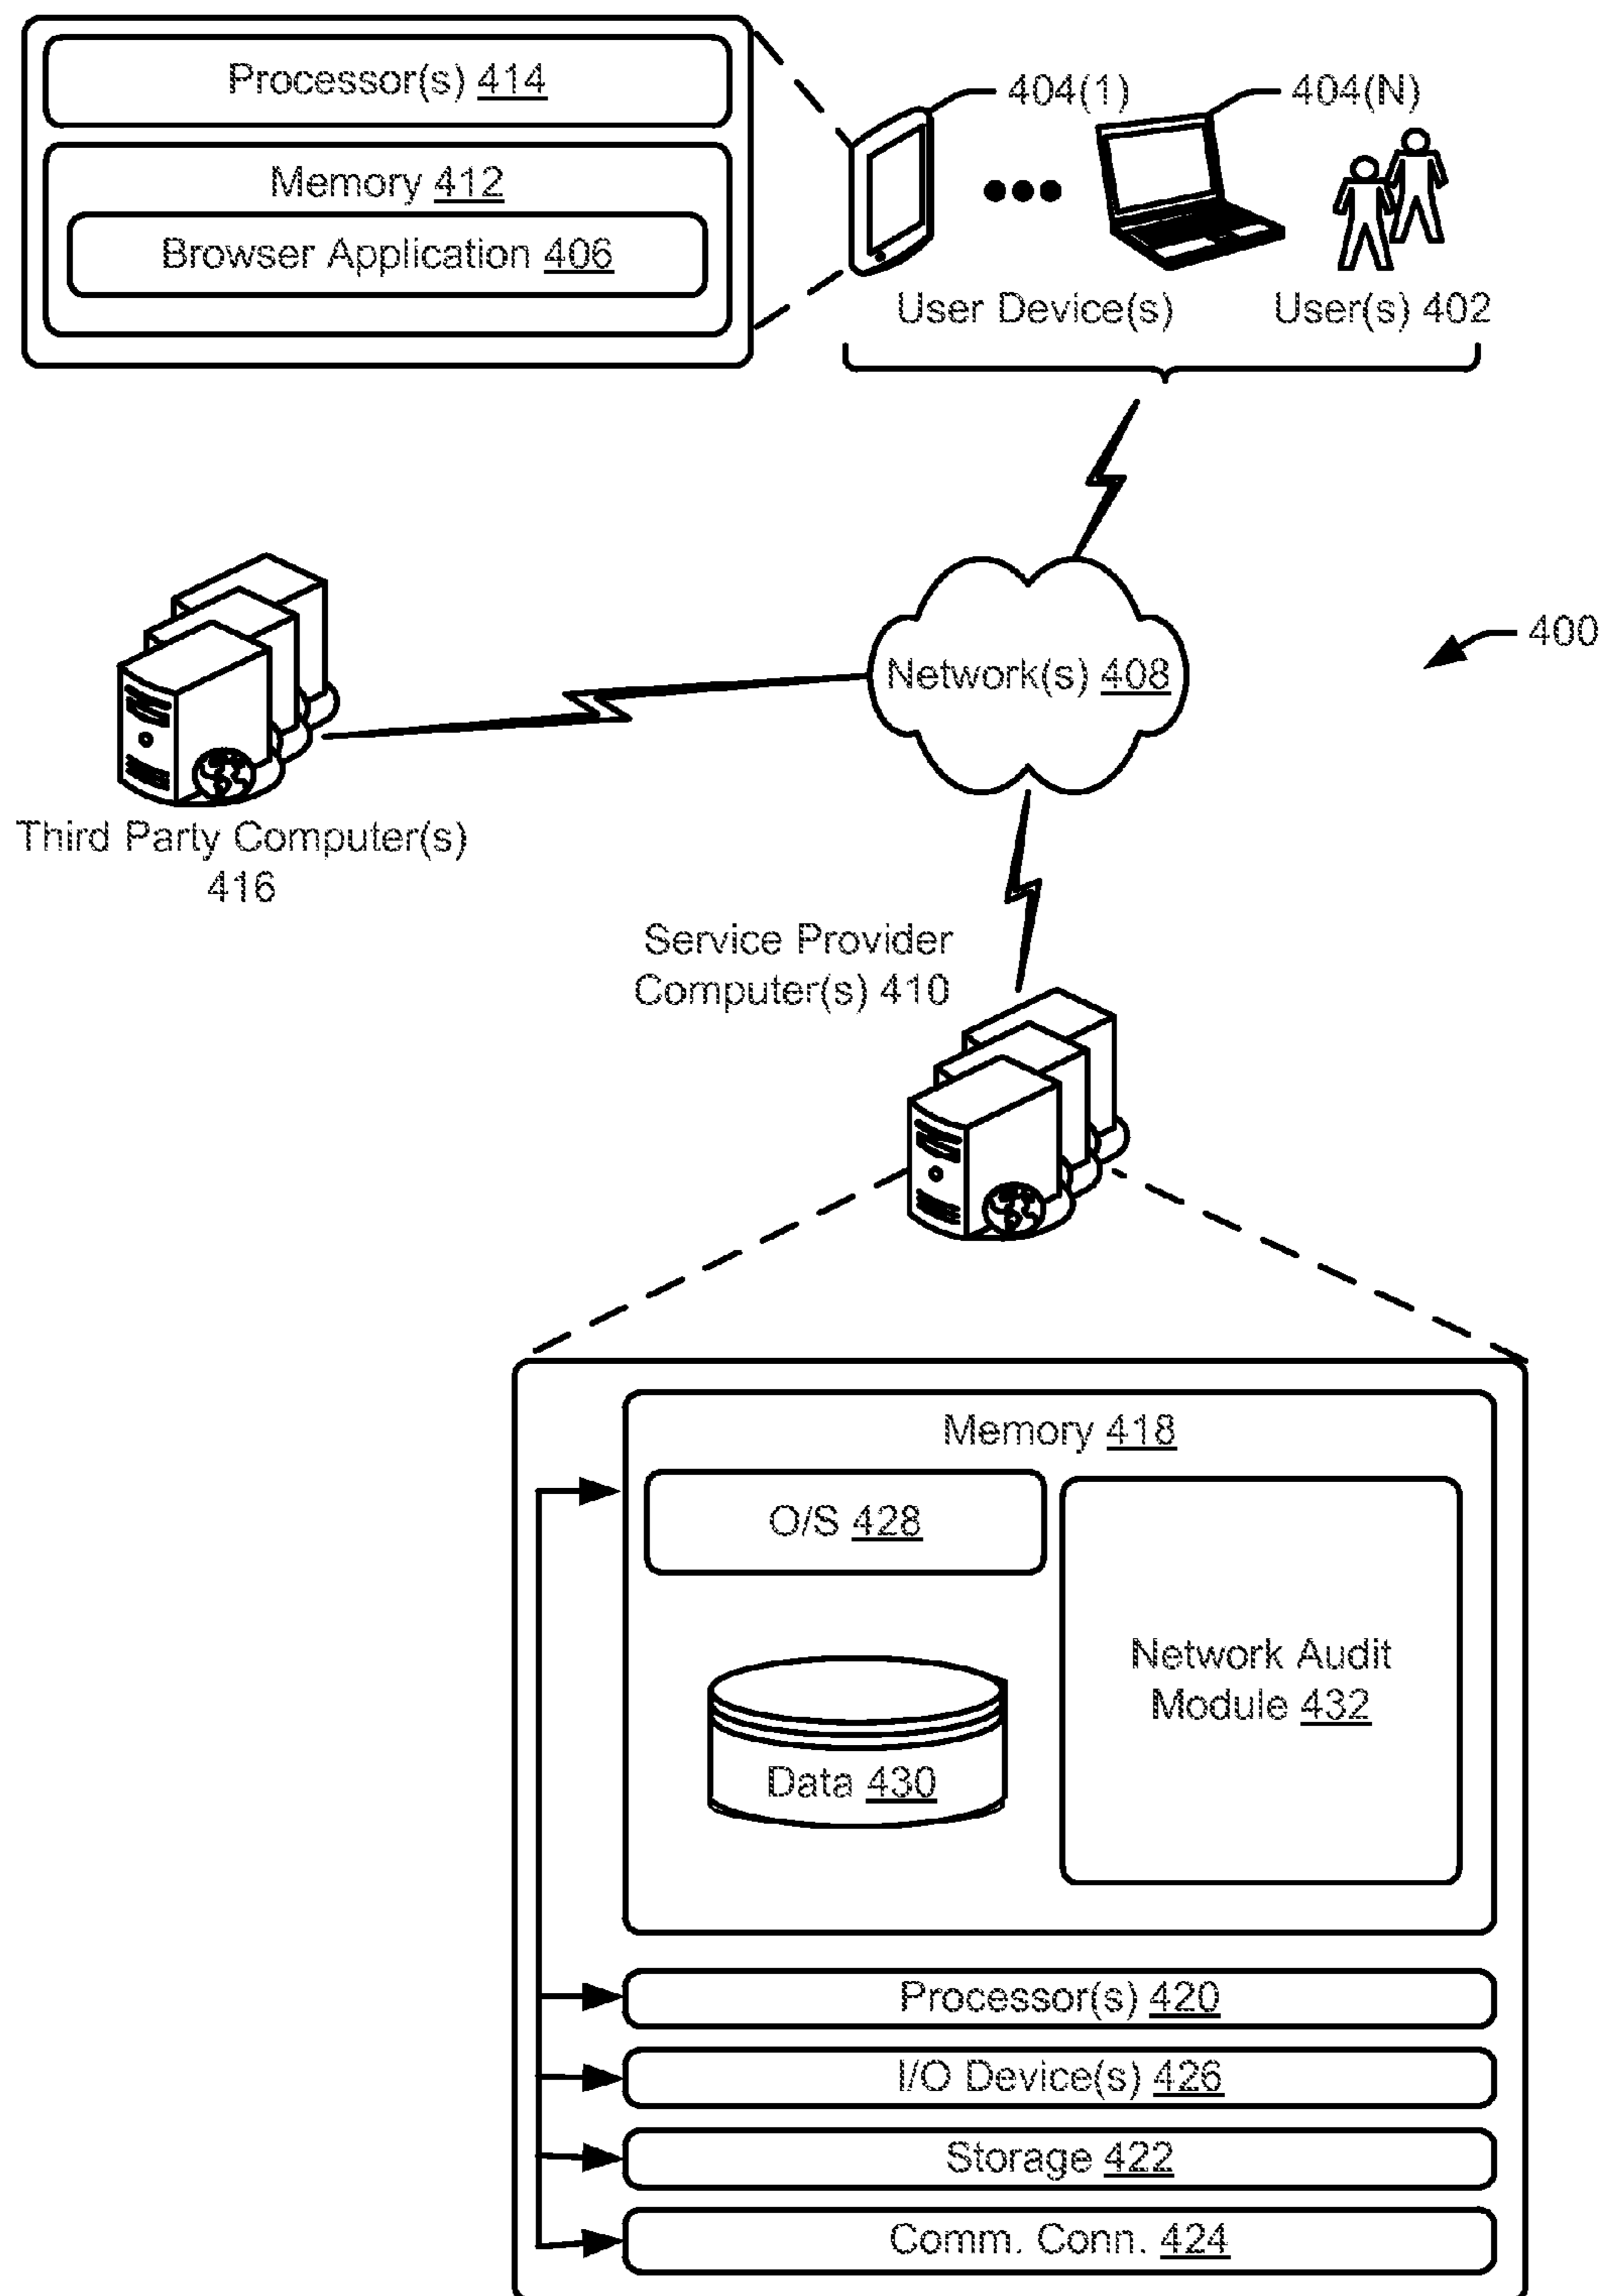 Processor(s) 414
Memory 412
Browser Application 406
404(1)
404(N)
User Device(s)
User(s) 402
Network(s) 408
400
Third Party Computer(s)
416
Service Provider
Computer(s) 410
Memory 418
O/S 428
Data 430
Network Audit
Module 432
Processor(s) 420
I/O Device(s) 426
Storage 422
Comm. Conn. 424